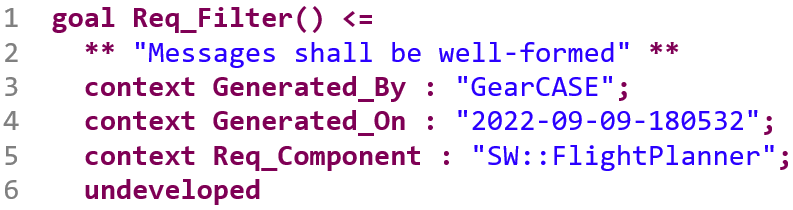 1 goal Req_Filter() <=
2 ** "Messages shall be well-formed" **
3 context Generated_By : "GearCASE";
4 context Generated_On : "2022-09-09-180532";
5 context Req_Component : "SW::FlightPlanner";
6 undeveloped